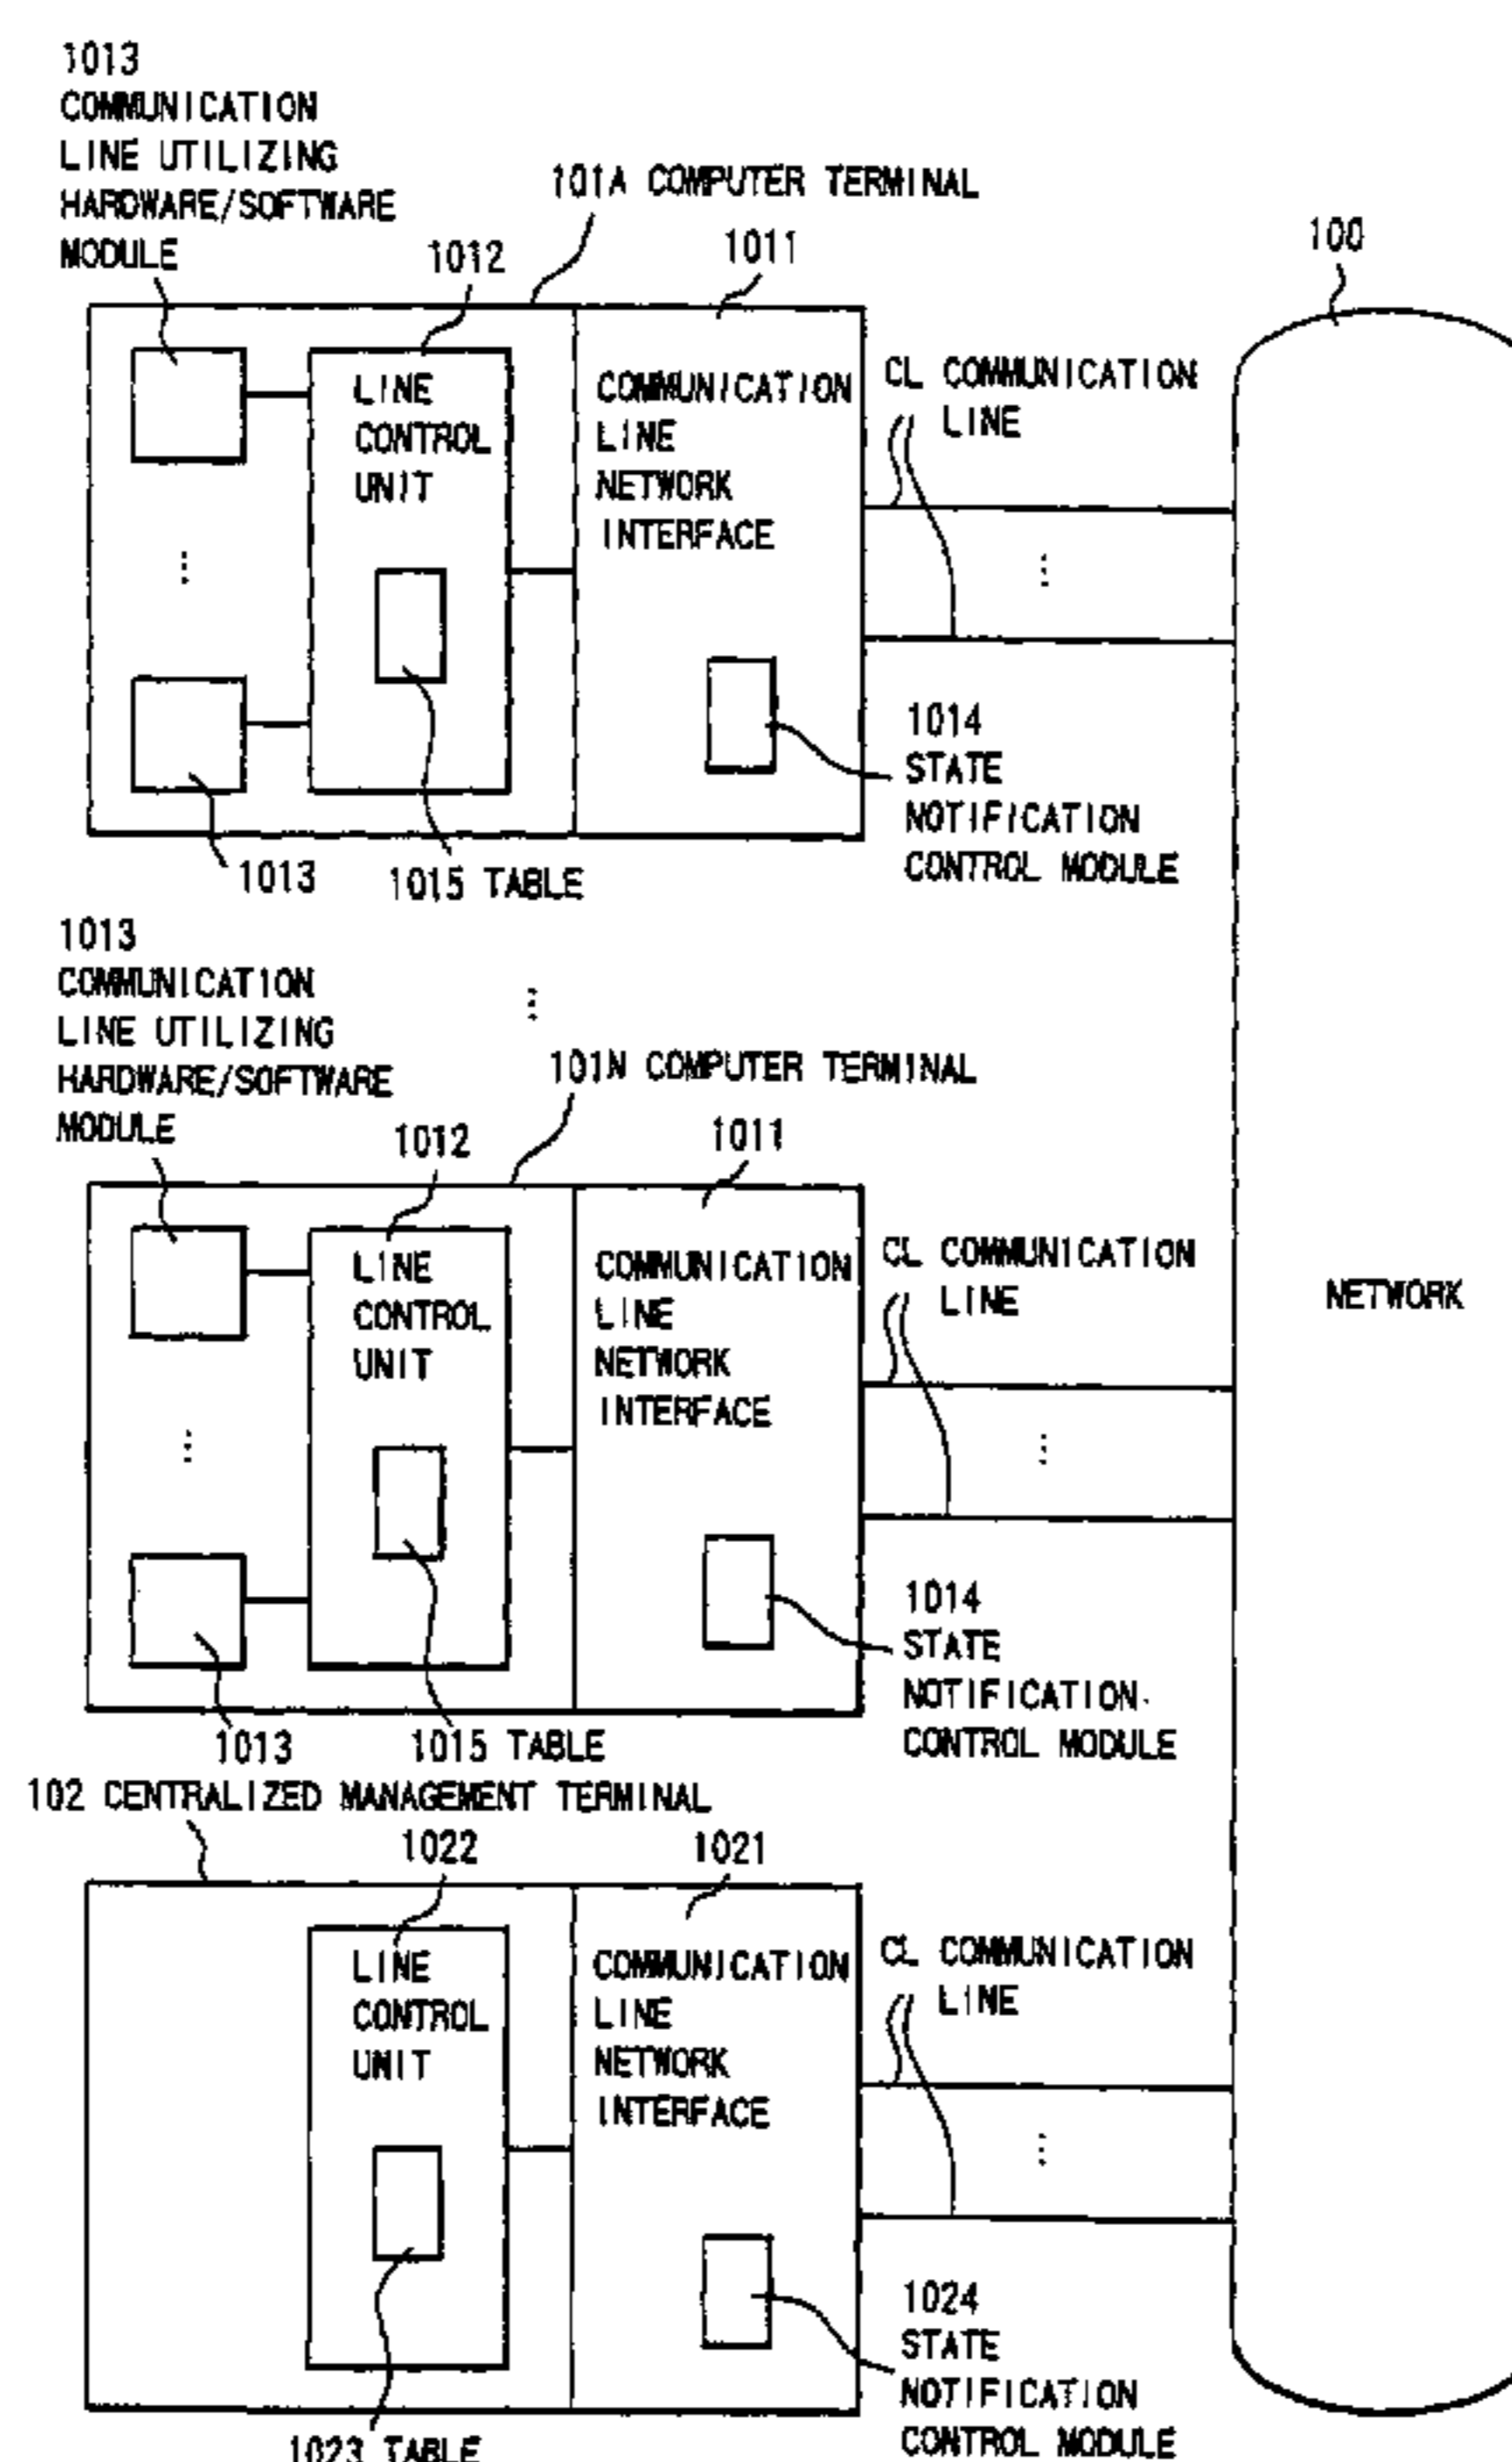 1013
COMMUNICATION
LINE UTILIZING
HARDWARE/SOFTWARE
MODULE
101A COMPUTER TERMINAL
1012
1011
100
LINE
CONTROL
UNIT
COMMUNICATION
LINE
NETWORK
INTERFACE
CL COMMUNICATION
LINE
1014
STATE
NOTIFICATION
CONTROL MODULE
1013
1015 TABLE
1013
COMMUNICATION
LINE UTILIZING
HARDWARE/SOFTWARE
MODULE
101N COMPUTER TERMINAL
1012
1011
LINE
CONTROL
UNIT
COMMUNICATION
LINE
NETWORK
INTERFACE
CL COMMUNICATION
LINE
NETWORK
1014
STATE
NOTIFICATION
CONTROL MODULE
1013
1015 TABLE
102 CENTRALIZED MANAGEMENT TERMINAL
1022
1021
LINE
CONTROL
UNIT
COMMUNICATION
LINE
NETWORK
INTERFACE
CL COMMUNICATION
LINE
1024
STATE
NOTIFICATION
CONTROL MODULE
1023 TABLE